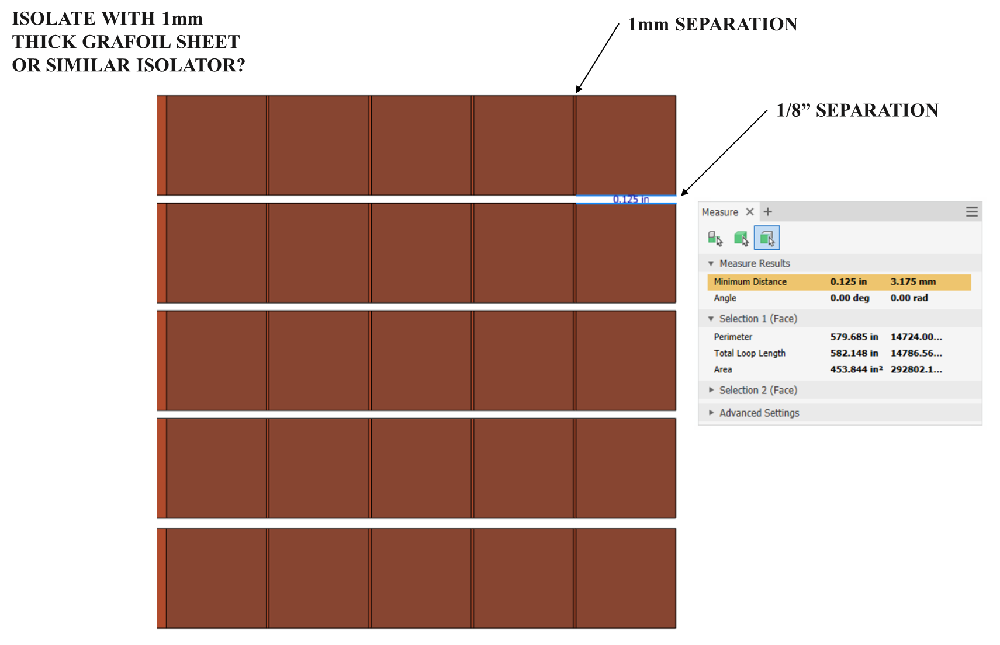 ISOLATE WITH 1mm
THICK GRAFOIL SHEET
OR SIMILAR ISOLATOR?
1mm SEPARATION
1/8” SEPARATION
0.125 in
Measure
Measure Results
Minimum Distance 0.125 in 3.175 mm
Angle 0.00 deg 0.00 rad
Selection 1 (Face)
Perimeter 579.685 in 14724.00...
Total Loop Length 582.148 in 14786.56...
Area 453.844 in² 292802.1...
Selection 2 (Face)
Advanced Settings